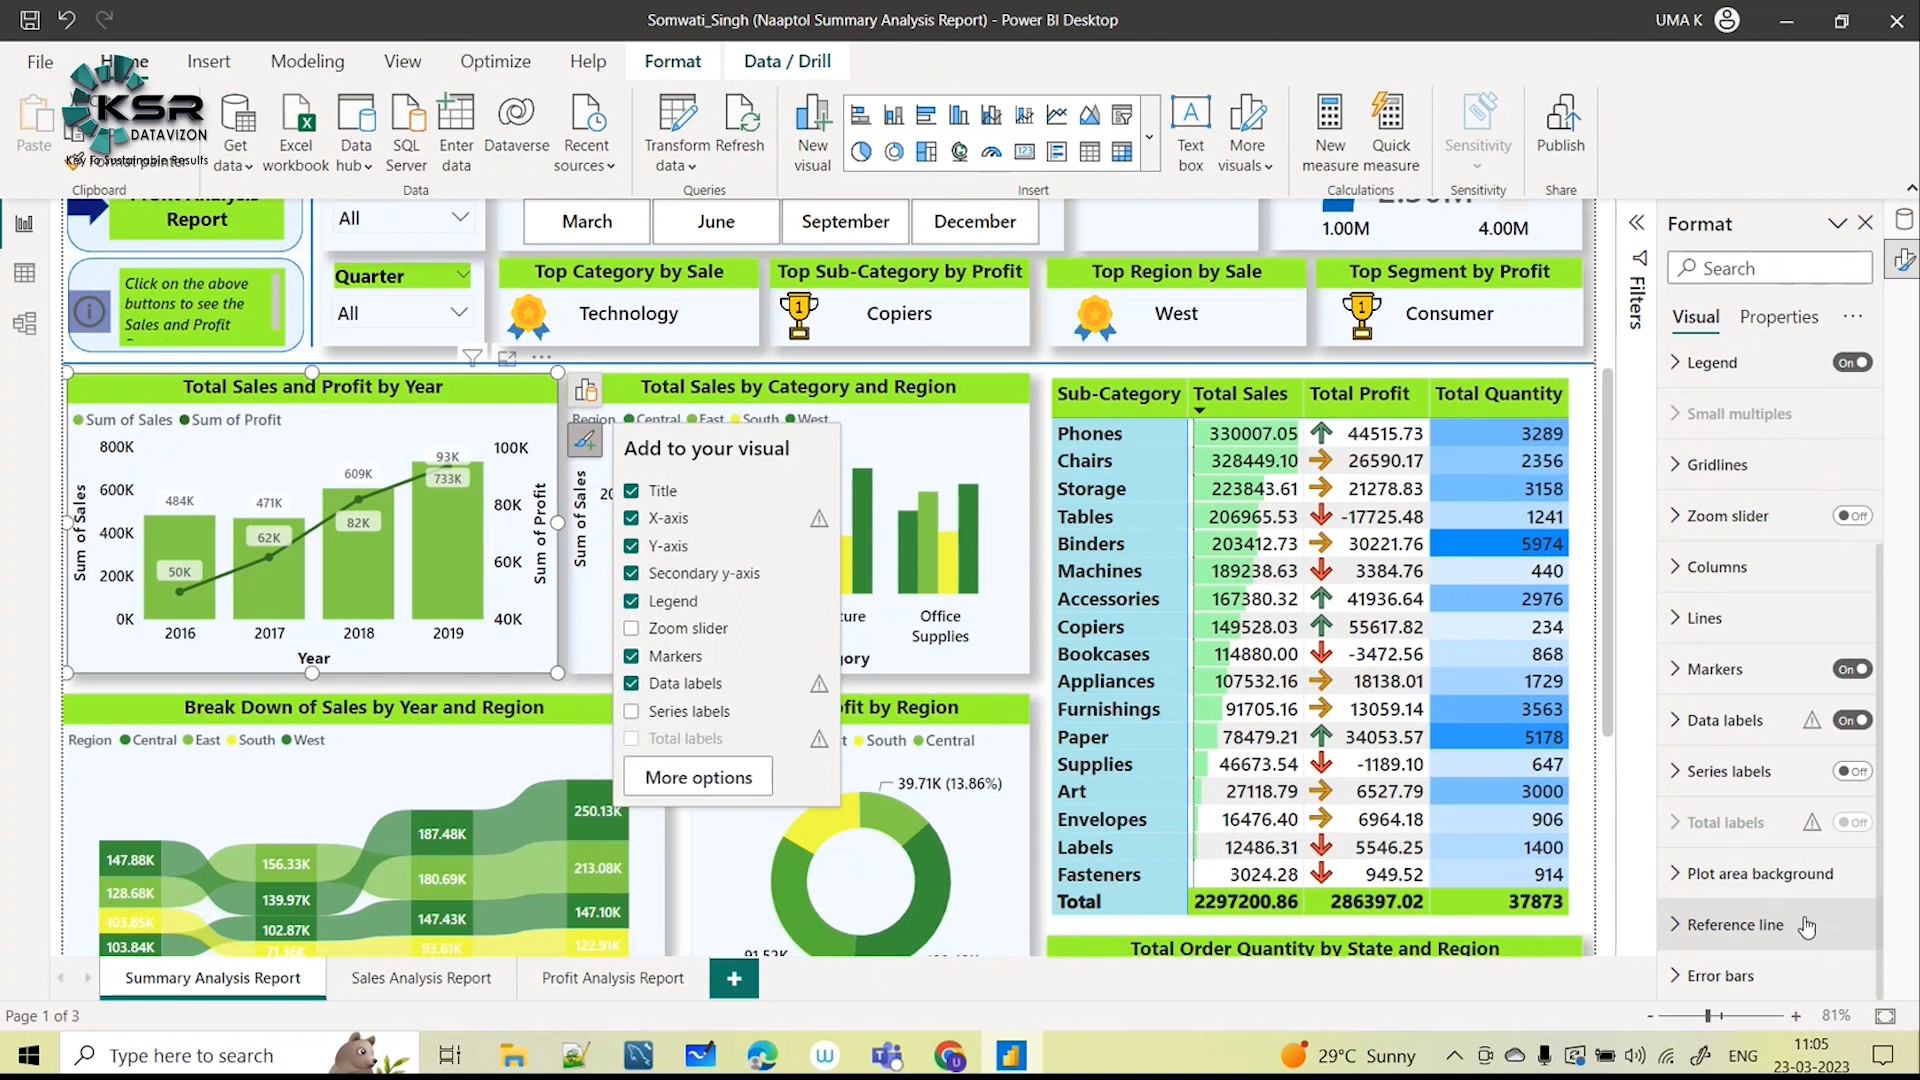 Somwati_Singh (Naaptol Summary Analysis Report) - Power BI Desktop
UMA K
File
Insert
Modeling
View
Optimize
Help
Format
Data / Drill
KSR
DATAVIZON
Key to Sustainable Results
Paste
Clipboard
Get data
Excel workbook
Data hub
SQL Server
Enter data
Dataverse
Recent sources
Data
Transform data
Refresh
Queries
New visual
Text box
More visuals
Insert
New measure
Quick measure
Calculations
Sensitivity
Sensitivity
Publish
Share
Report
All
March
June
September
December
1.00M
4.00M
Click on the above
buttons to see the
Sales and Profit
Quarter
All
Top Category by Sale
Technology
Top Sub-Category by Profit
Copiers
Top Region by Sale
West
Top Segment by Profit
Consumer
Total Sales and Profit by Year
Sum of Sales
Sum of Profit
800K
600K
400K
200K
0K
Sum of Sales
484K
471K
609K
93K
733K
50K
62K
82K
100K
80K
60K
40K
Sum of Profit
2016
2017
2018
2019
Year
Total Sales by Category and Region
Region Central East South West
Sum of Sales
Office Supplies
Add to your visual
Title
X-axis
Y-axis
Secondary y-axis
Legend
Zoom slider
Markers
Data labels
Series labels
Total labels
More options
Sub-Category Total Sales Total Profit Total Quantity
Phones 330007.05 44515.73 3289
Chairs 328449.10 26590.17 2356
Storage 223843.61 21278.83 3158
Tables 206965.53 -17725.48 1241
Binders 203412.73 30221.76 5974
Machines 189238.63 3384.76 440
Accessories 167380.32 41936.64 2976
Copiers 149528.03 55617.82 234
Bookcases 114880.00 -3472.56 868
Appliances 107532.16 18138.01 1729
Furnishings 91705.16 13059.14 3563
Paper 78479.21 34053.57 5178
Supplies 46673.54 -1189.10 647
Art 27118.79 6527.79 3000
Envelopes 16476.40 6964.18 906
Labels 12486.31 5546.25 1400
Fasteners 3024.28 949.52 914
Total 2297200.86 286397.02 37873
Break Down of Sales by Year and Region
Region Central East South West
147.88K
128.68K
103.85K
103.84K
156.33K
139.97K
102.87K
71.36K
187.48K
180.69K
147.43K
93.61K
250.13K
213.08K
147.10K
122.91K
by Region
South Central
39.71K (13.86%)
Total Order Quantity by State and Region
Filters
Format
Search
Visual
Properties
Legend On
Small multiples
Gridlines
Zoom slider Off
Columns
Lines
Markers On
Data labels On
Series labels Off
Total labels Off
Plot area background
Reference line
Error bars
Summary Analysis Report
Sales Analysis Report
Profit Analysis Report
Page 1 of 3
81%
Type here to search
29°C Sunny
ENG
11:05
23-03-2023